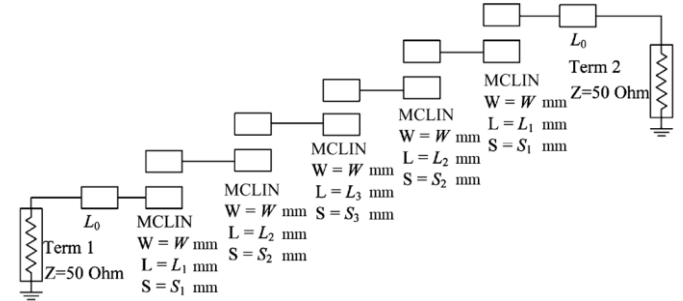 L₀
Term 1
Z=50 Ohm
MCLIN
W = W mm
L = L₁ mm
S = S₁ mm
MCLIN
W = W mm
L = L₂ mm
S = S₂ mm
MCLIN
W = W mm
L = L₃ mm
S = S₃ mm
MCLIN
W = W mm
L = L₂ mm
S = S₂ mm
MCLIN
W = W mm
L = L₁ mm
S = S₁ mm
L₀
Term 2
Z=50 Ohm